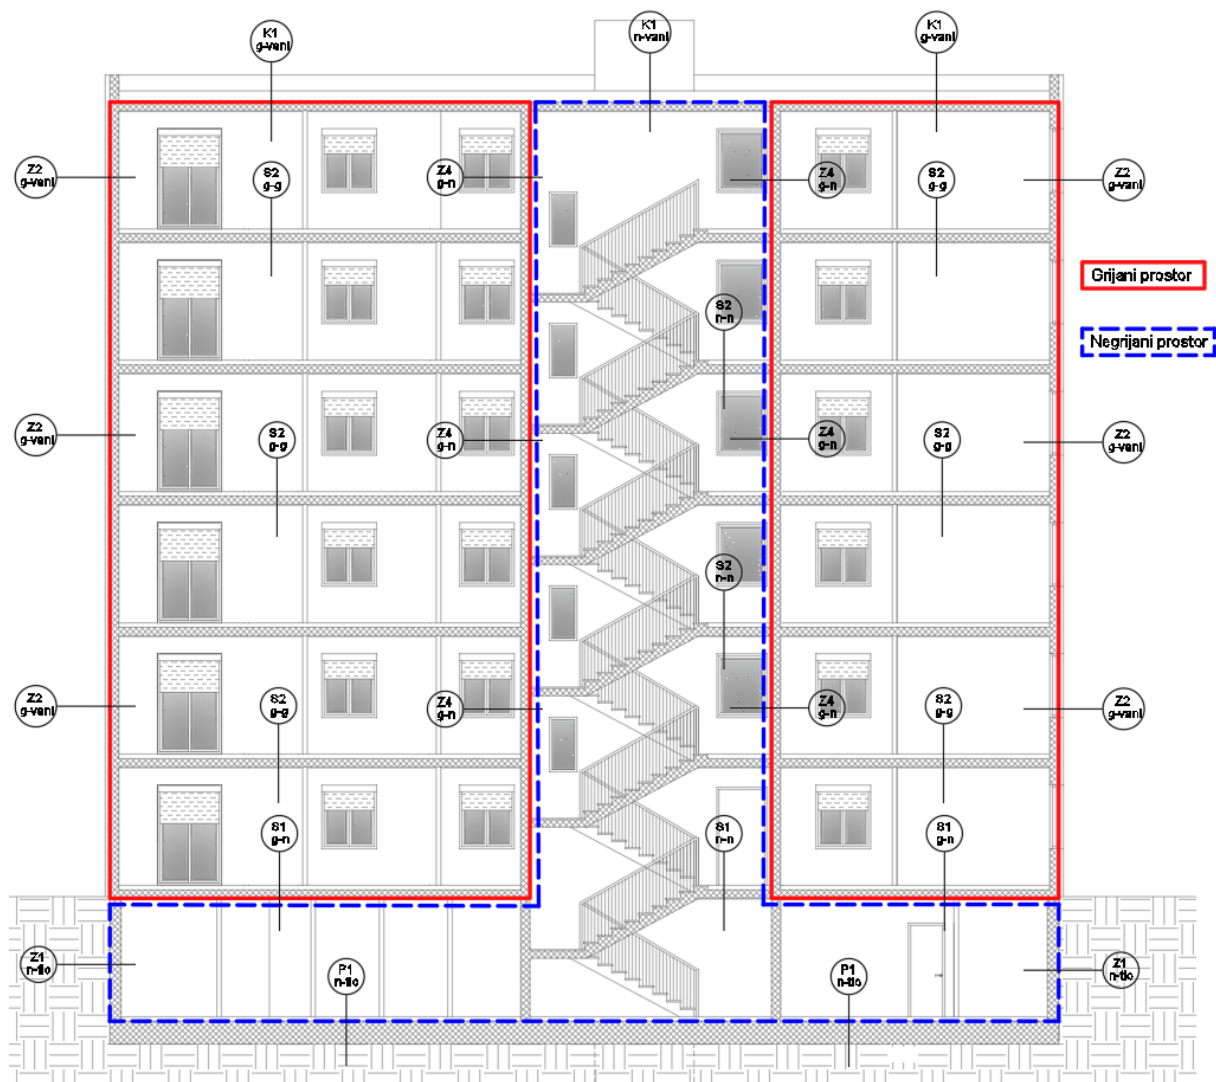 K1
g-vani
K1
n-vani
K1
g-vani
Z2
g-vani
S2
g-g
Z4
g-n
Z4
g-n
S2
g-g
Z2
g-vani
Grijani prostor
S2
n-n
Negrijani prostor
Z2
g-vani
S2
g-g
Z4
g-n
Z4
g-n
S2
g-g
Z2
g-vani
S2
n-n
Z2
g-vani
S2
g-g
Z4
g-n
Z4
g-n
S2
g-g
Z2
g-vani
S1
g-n
S1
n-n
S1
g-n
Z1
n-tlo
P1
n-tlo
P1
n-tlo
Z1
n-tlo